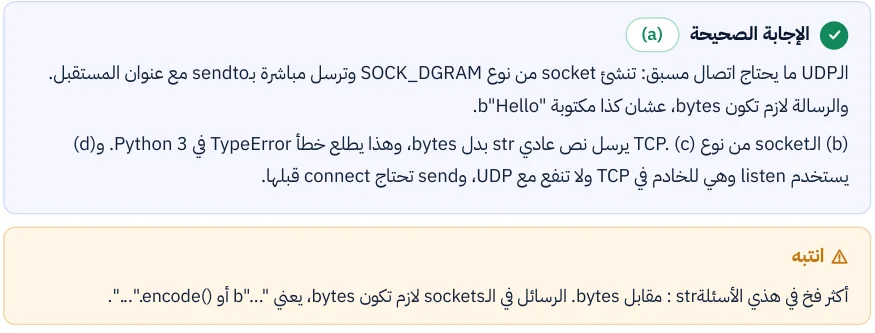 الإجابة الصحيحة (a)
الـUDP ما يحتاج اتصال مسبق: تنشئ socket من نوع SOCK_DGRAM وترسل مباشرة بـsendto مع عنوان المستقبل.
والرسالة لازم تكون bytes، عشان كذا مكتوبة b"Hello".
(b) الـsocket من نوع TCP. (c) يرسل نص عادي str بدل bytes، وهذا يطلع خطأ TypeError في Python 3. و(d)
يستخدم listen وهي للخادم في TCP ولا تنفع مع UDP، وsend تحتاج connect قبلها.
انتبه
أكثر فخ في هذي الأسئلةstr : مقابل bytes. الرسائل في الـsockets لازم تكون bytes، يعني b"..." أو "...".encode().